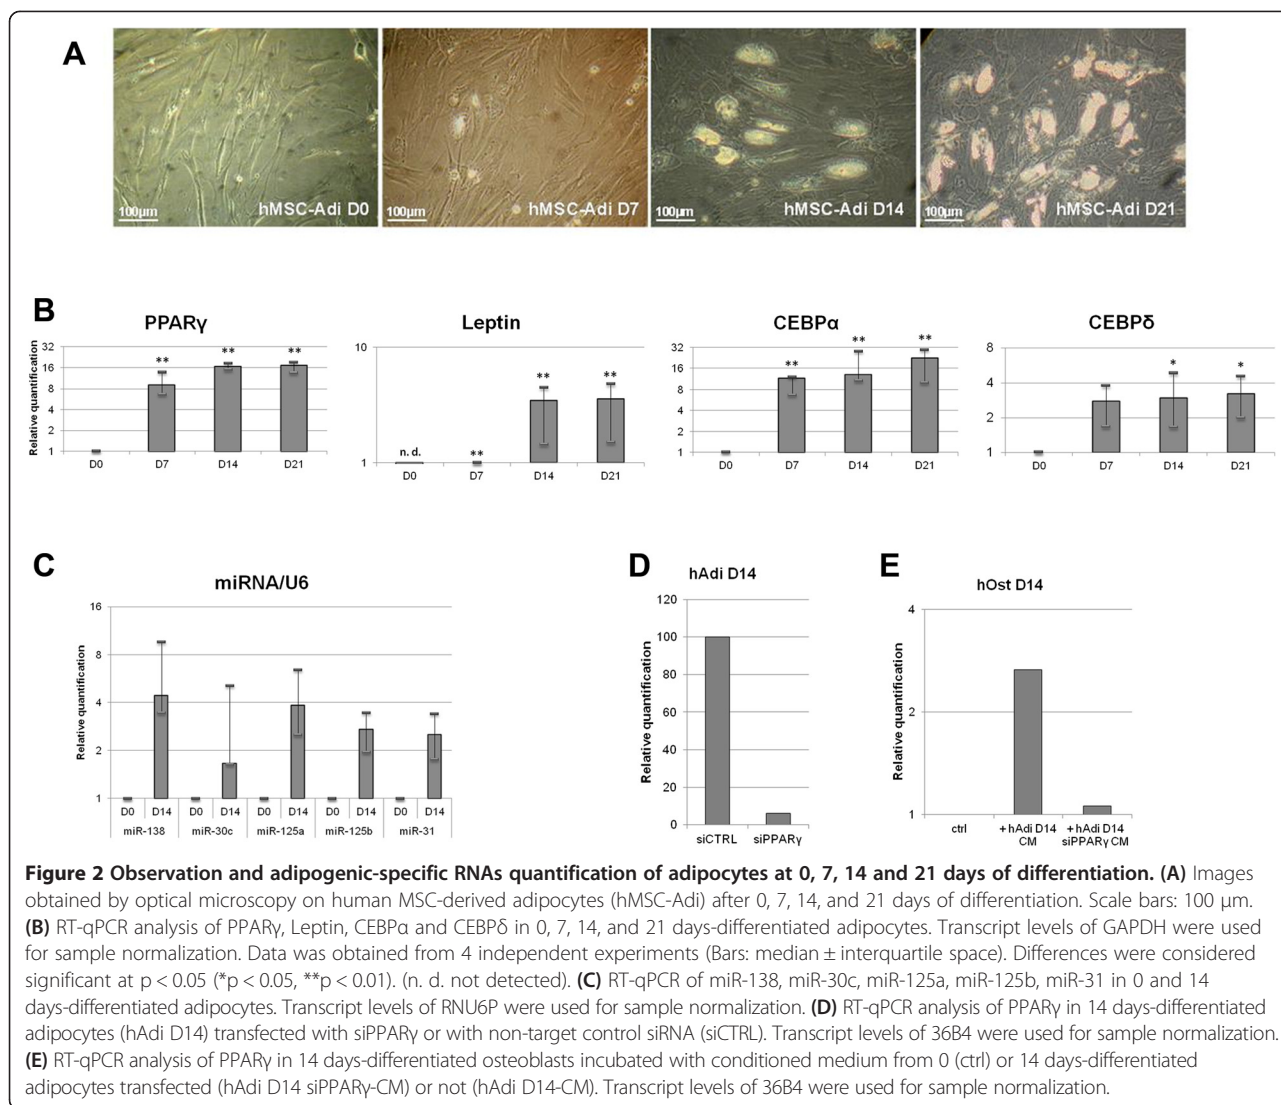 A
100µm
hMSC-Adi D0
100µm
hMSC-Adi D7
100µm
hMSC-Adi D14
100µm
hMSC-Adi D21
B
PPARγ
Relative quantification
32
16
8
4
2
1
**
**
**
D0 D7 D14 D21
Leptin
10
1
n. d.
**
**
**
D0 D7 D14 D21
CEBPα
32
16
8
4
2
1
**
**
**
D0 D7 D14 D21
CEBPδ
8
4
2
1
*
*
D0 D7 D14 D21
C
miRNA/U6
Relative quantification
16
8
4
2
1
D0 D14 D0 D14 D0 D14 D0 D14 D0 D14
miR-138 miR-30c miR-125a miR-125b miR-31
D
hAdi D14
Relative quantification
120
100
80
60
40
20
0
siCTRL siPPARγ
E
hOst D14
Relative quantification
4
2
1
ctrl
+ hAdi D14
CM
+ hAdi D14
siPPARγ CM
Figure 2 Observation and adipogenic-specific RNAs quantification of adipocytes at 0, 7, 14 and 21 days of differentiation. (A) Images
obtained by optical microscopy on human MSC-derived adipocytes (hMSC-Adi) after 0, 7, 14, and 21 days of differentiation. Scale bars: 100 μm.
(B) RT-qPCR analysis of PPARγ, Leptin, CEBPα and CEBPδ in 0, 7, 14, and 21 days-differentiated adipocytes. Transcript levels of GAPDH were used
for sample normalization. Data was obtained from 4 independent experiments (Bars: median ± interquartile space). Differences were considered
significant at p < 0.05 (*p < 0.05, **p < 0.01). (n. d. not detected). (C) RT-qPCR of miR-138, miR-30c, miR-125a, miR-125b, miR-31 in 0 and 14
days-differentiated adipocytes. Transcript levels of RNU6P were used for sample normalization. (D) RT-qPCR analysis of PPARγ in 14 days-differentiated
adipocytes (hAdi D14) transfected with siPPARγ or with non-target control siRNA (siCTRL). Transcript levels of 36B4 were used for sample normalization.
(E) RT-qPCR analysis of PPARγ in 14 days-differentiated osteoblasts incubated with conditioned medium from 0 (ctrl) or 14 days-differentiated
adipocytes transfected (hAdi D14 siPPARγ-CM) or not (hAdi D14-CM). Transcript levels of 36B4 were used for sample normalization.